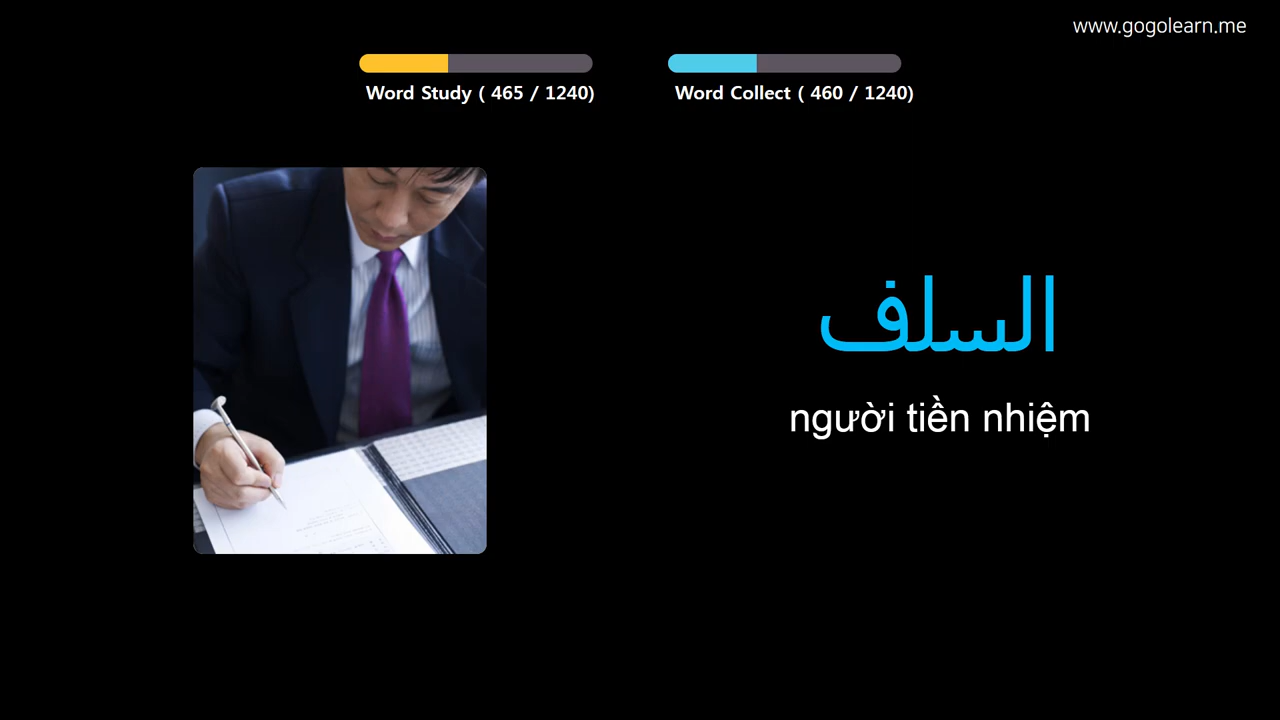 www.gogolearn.me
Word Study ( 465 / 1240)
Word Collect ( 460 / 1240)
السلف
người tiền nhiệm